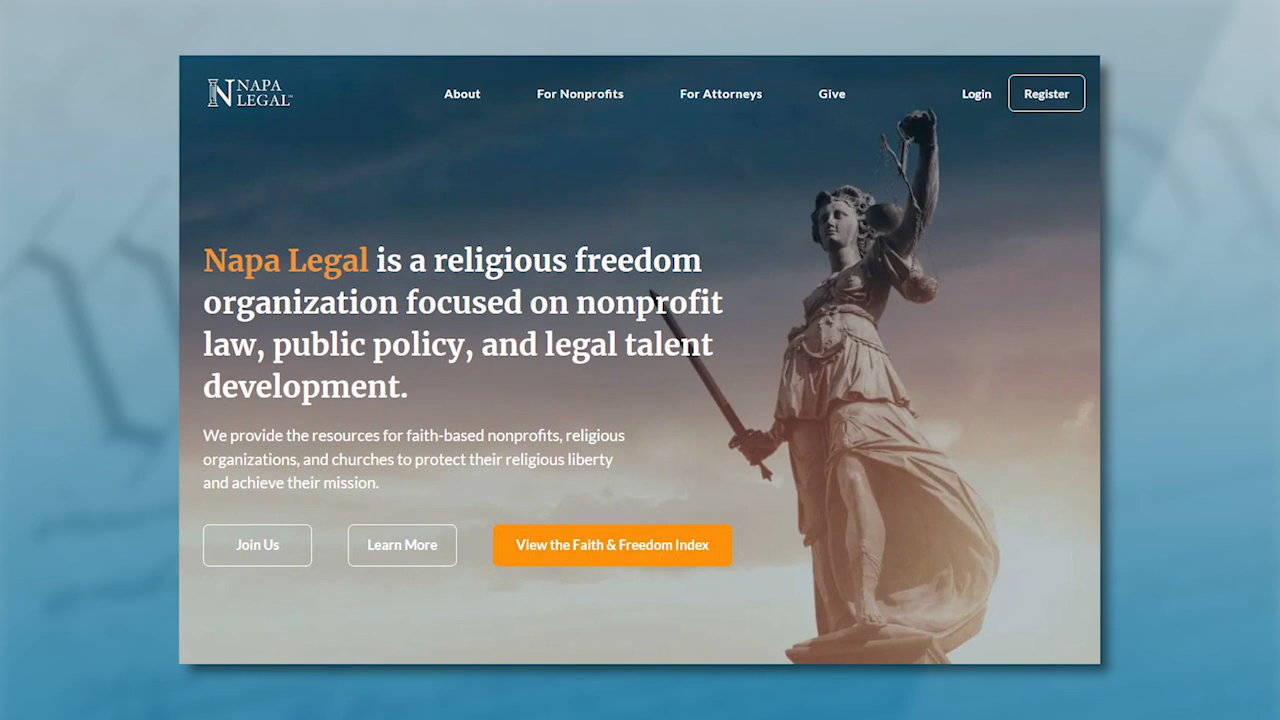 NAPA
LEGAL
About
For Nonprofits
For Attorneys
Give
Login
Register
Napa Legal is a religious freedom
organization focused on nonprofit
law, public policy, and legal talent
development.
We provide the resources for faith-based nonprofits, religious
organizations, and churches to protect their religious liberty
and achieve their mission.
Join Us
Learn More
View the Faith & Freedom Index